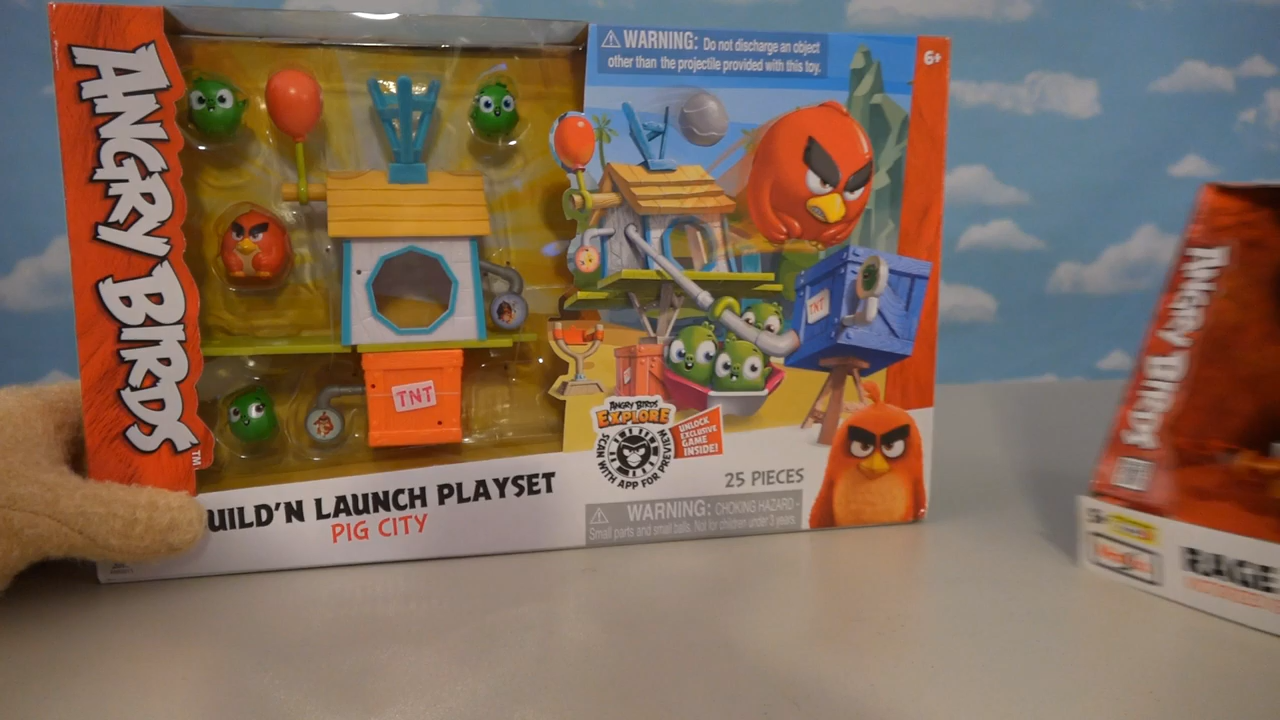 ANGRY BIRDS
TM
WARNING: Do not discharge an object
other than the projectile provided with this toy.
6+
TNT
TNT
ANGRY BIRDS
EXPLORE
SCAN WITH APP FOR PREVIEW
UNLOCK
EXCLUSIVE
GAME
INSIDE!
25 PIECES
UILD'N LAUNCH PLAYSET
PIG CITY
WARNING: CHOKING HAZARD -
Small parts and small balls. Not for children under 3 years.
ANGRY BIRDS
RAGE